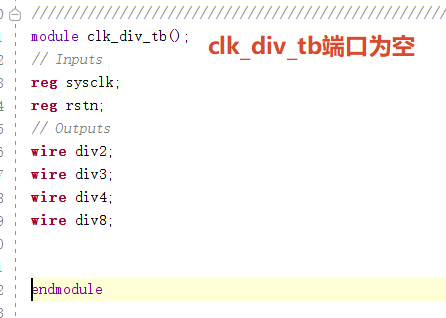 ////////////////////////////////////////////////////
module clk_div_tb();
clk_div_tb端口为空
// Inputs
reg sysclk;
reg rstn;
// Outputs
wire div2;
wire div3;
wire div4;
wire div8;
endmodule